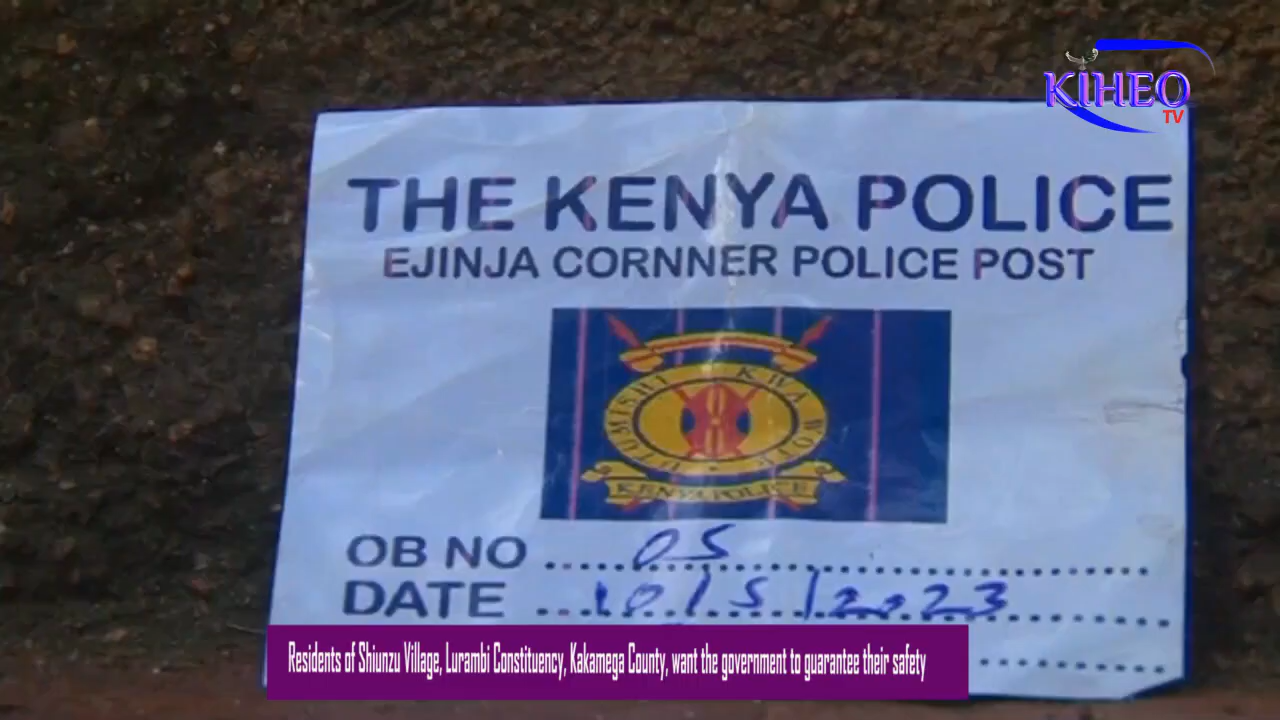 KIHEO
TV
THE KENYA POLICE
EJINJA CORNNER POLICE POST
UTUMISHI KWA WOTE
KENYA POLICE
OB NO 05
DATE 10/5/2023
Residents of Shiunzu Village, Lurambi Constituency, Kakamega County, want the government to guarantee their safety